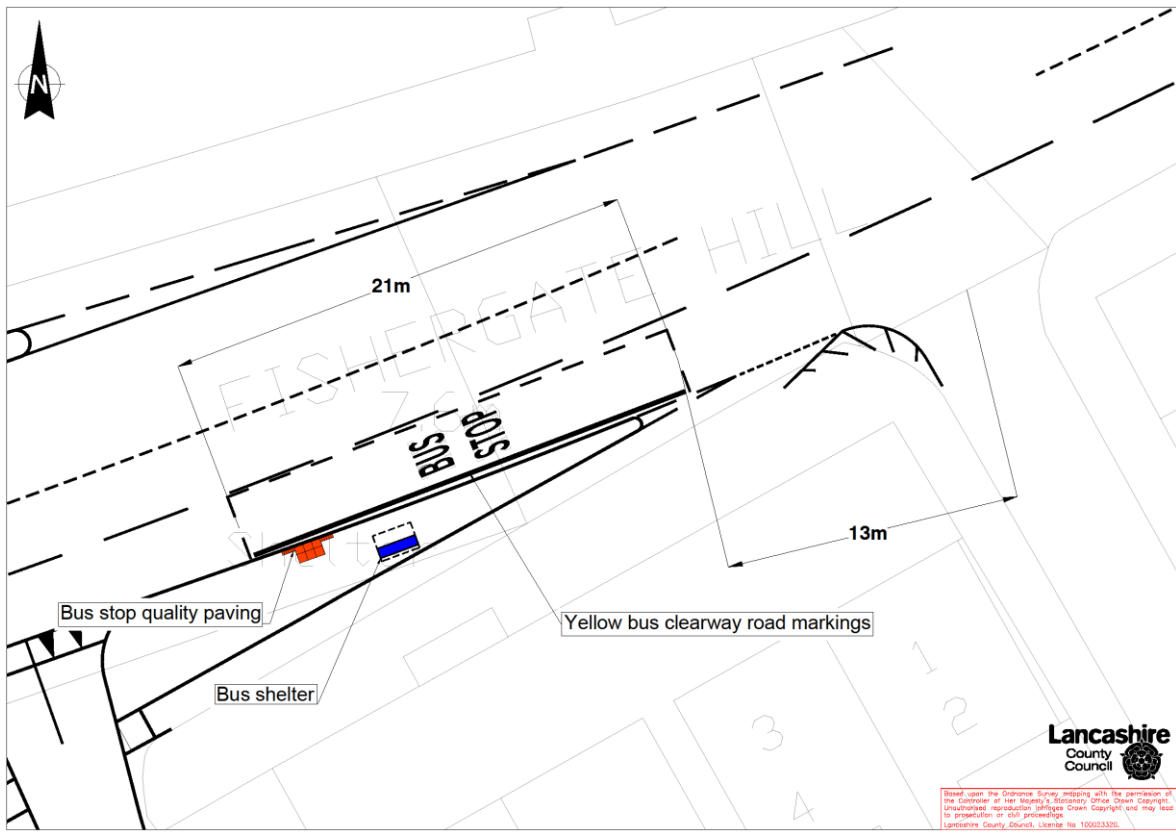 N
21m
FISHERGATE HILL
BUS
STOP
13m
Bus stop quality paving
Yellow bus clearway road markings
Bus shelter
1
2
3
4
Lancashire
County
Council
Based upon the Ordnance Survey mapping with the permission of
the Controller of Her Majesty's Stationary Office Crown Copyright.
Unauthorised reproduction infringes Crown Copyright and may lead
to prosecution or civil proceedings.
Lancashire County Council. Licence No 100023320.